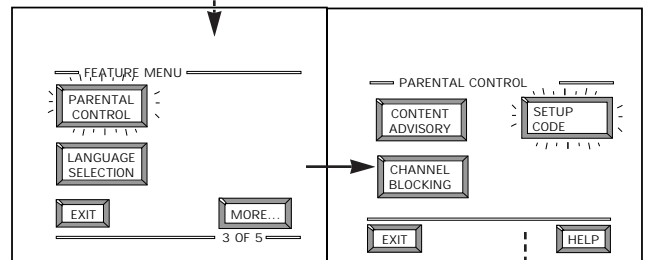 FEATURE MENU
PARENTAL
CONTROL
LANGUAGE
SELECTION
EXIT
MORE...
3 OF 5
PARENTAL CONTROL
CONTENT
ADVISORY
SETUP
CODE
CHANNEL
BLOCKING
EXIT
HELP